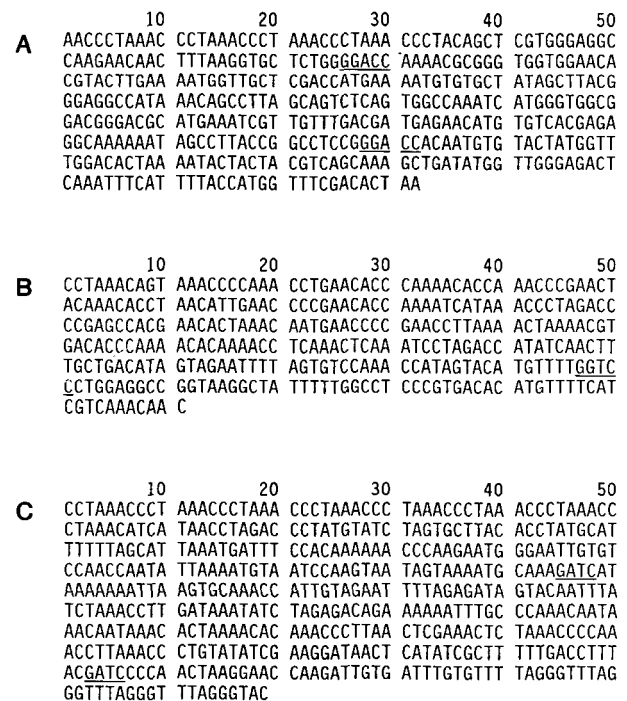 10 20 30 40 50
A AACCCTAAAC CCCTAAACCCT AAACCCCTAAA CCCCTACAGCT CGTGGGAGGC
CAAGAACAAC TTTAAGGTGC TCTGGGGACC AAAACGCGGG TGGTGGAACA
CGTACTTGAA AATGGTTGCT CGACCATGAA AATGTGTGCT ATAGCTTACG
GGAGGCCATA AACAGCCTTA GCAGTCTCAG TGGCCAAATC ATGGGTGGCG
GACGGGACGC ATGAAATCGT TGTTTGACGA TGAGAACATG TGTCACGAGA
GGCAAAAAAT AGCCTTACCG GCCTCCGGGA CCACAATGTG TACTATGGTT
TGGACACTAA AATACTACTA CGTCAGCAAA GCTGATATGG TTGGGAGACT
CAAATTTCAT TTTACCATGG TTTCGACACT AA
10 20 30 40 50
B CCTAAACAGT AAACCCCAAA CCTGAACACC CAAAACACCA AACCCGAACT
ACAAACACCT AACATTGAAC CCCGAACACC AAAATCATAA ACCCTAGACC
CCGAGCCACG AACACTAAAC AATGAACCCC GAACCTTAAA ACTAAAACGT
GACACCCAAA ACACAAAACC TCAAACTCAA ATCCTAGACC ATATCAACTT
TGCTGACATA GTAGAATTTT AGTGTCCAAA CCATAGTACA TGTTTTGGTC
CCTGGAGGCC GGTAAGGCTA TTTTTGGCCT CCCGTGACAC ATGTTTTCAT
CGTCAAACAA C
10 20 30 40 50
C CCTAAACCCT AAACCCTAAA CCCTAAACCC TAAACCCTAA ACCCTAAACC
CTAAACATCA TAACCTAGAC CCTATGTATC TAGTGCTTAC ACCTATGCAT
TTTTTAGCAT TAAATGATTT CCACAAAAAA CCCAAGAATG GGAATTGTGT
CCAACCAATA TTAAAATGTA ATCCAAGTAA TAGTAAAATGC CAAAGATCAT
AAAAAAATTA AGTGCAAACC ATTGTAGAAT TTTAGAGATA GTACAATTTA
TCTAAACCTT GATAAATATC TAGAGACAGA AAAAATTTGC CCAAACAATA
AACAATAAAC ACTAAAACAC AAACCCTTAA CTCGAAACTC TAAACCCCAA
ACCTTAAACC CTGTATATCG AAGGATAACT CATATCGCTT TTTTGACCTTT
ACGATCCCCA ACTAAGGAAC CAAGATTGTG ATTTGTGTTT TAGGGTTTAG
GGTTTAGGGT TTAGGGTAC